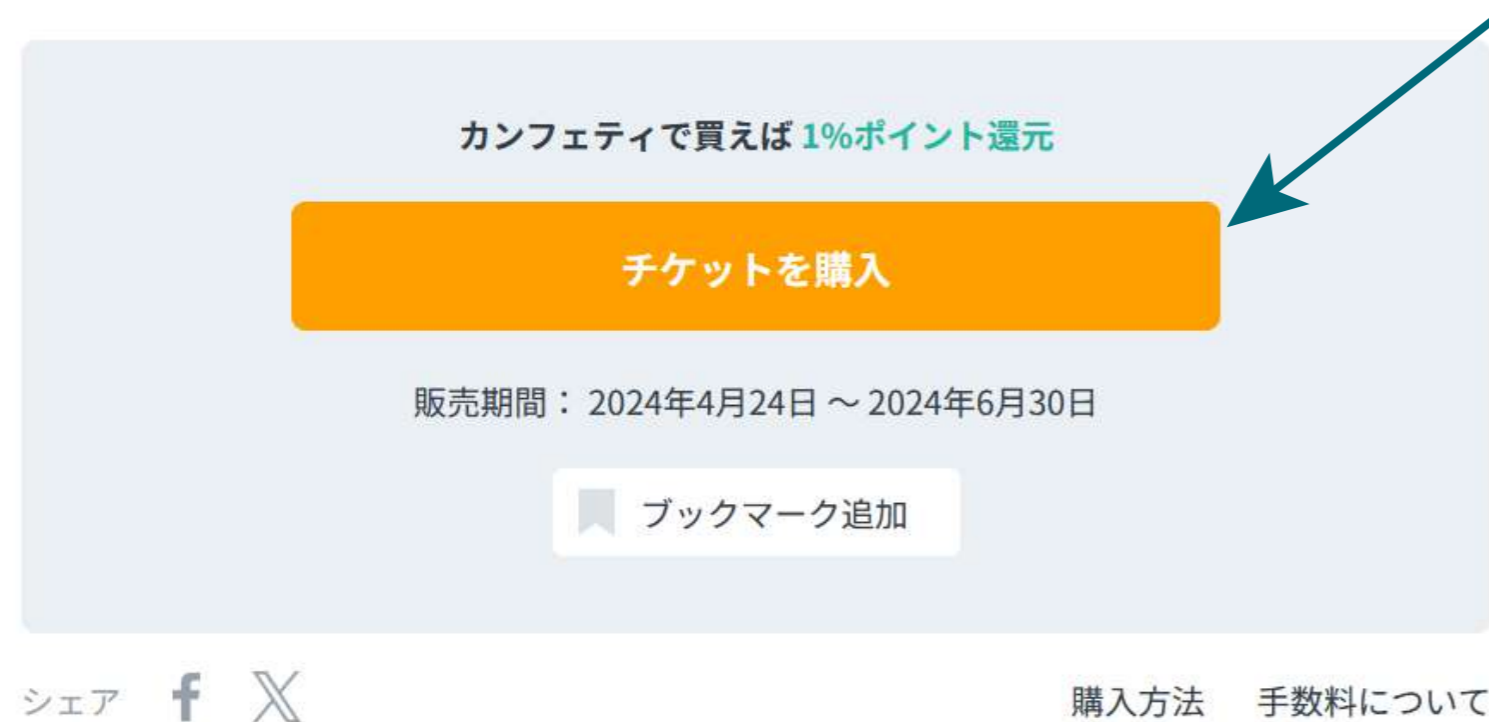 カンフェティで買えば 1%ポイント還元
チケットを購入
販売期間： 2024年4月24日 ～ 2024年6月30日
ブックマーク追加
シェア
購入方法 手数料について